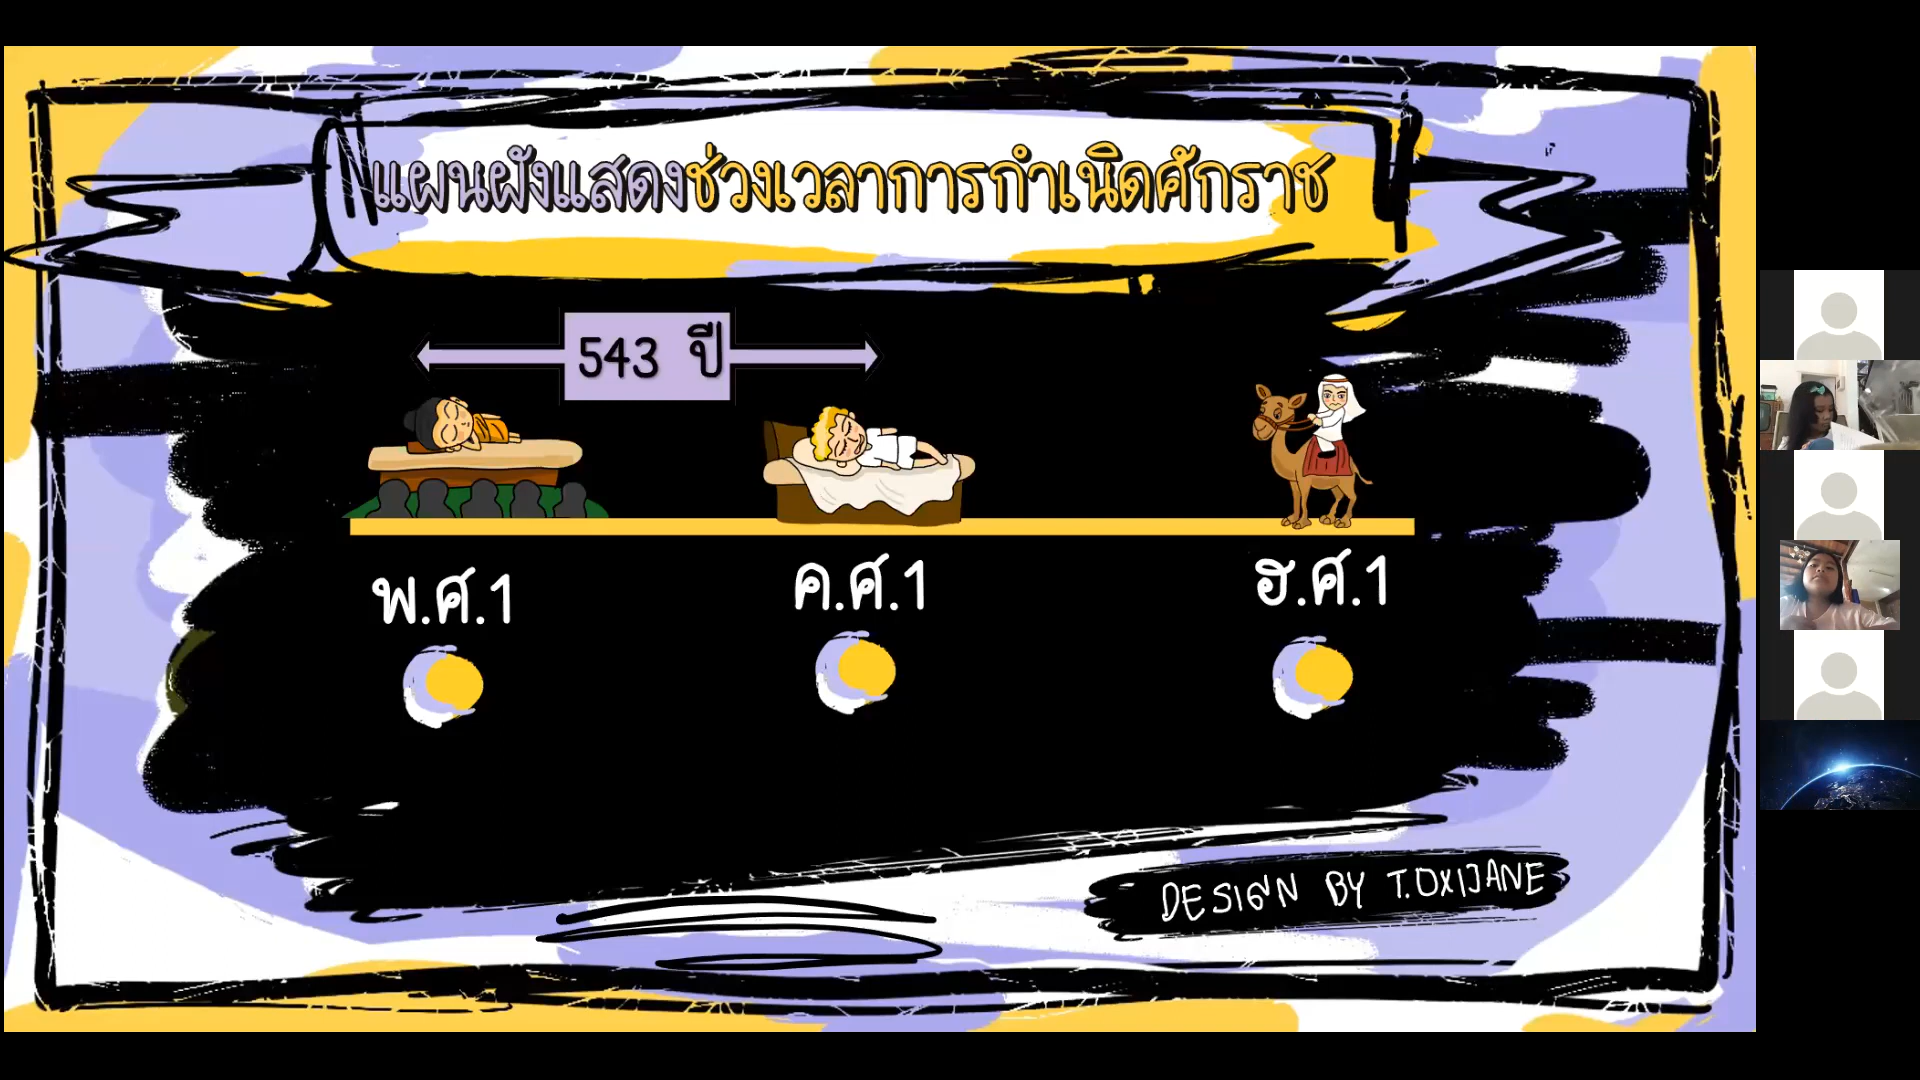 แผนผังแสดงช่วงเวลาการกำเนิดศักราช
543 ปี
พ.ศ.1
ค.ศ.1
ฮ.ศ.1
DESIGN BY T.OXIJANE